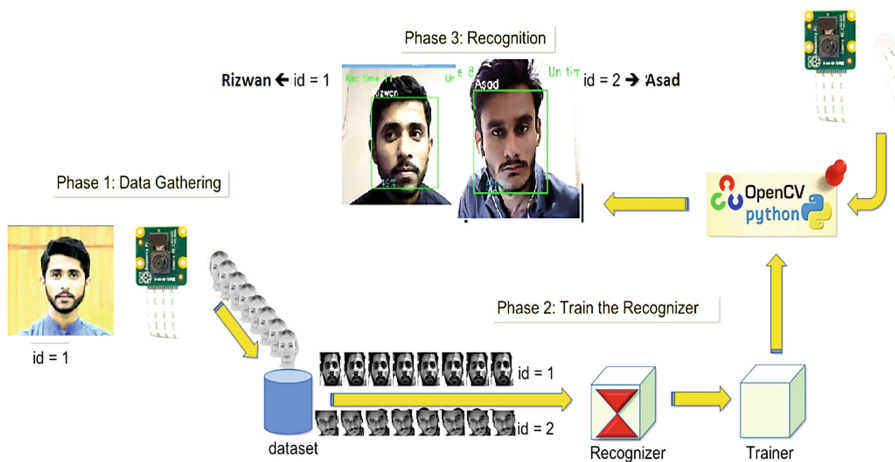 Phase 3: Recognition
Rizwan ← id = 1
id = 2 → 'Asad
Asad
Phase 1: Data Gathering
OpenCV
python
id = 1
Phase 2: Train the Recognizer
id = 1
id = 2
dataset
Recognizer
Trainer